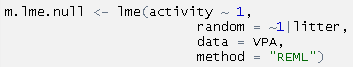 m.lme.null <- lme(activity ~ 1,
random = ~1|litter,
data = VPA,
method = "REML")